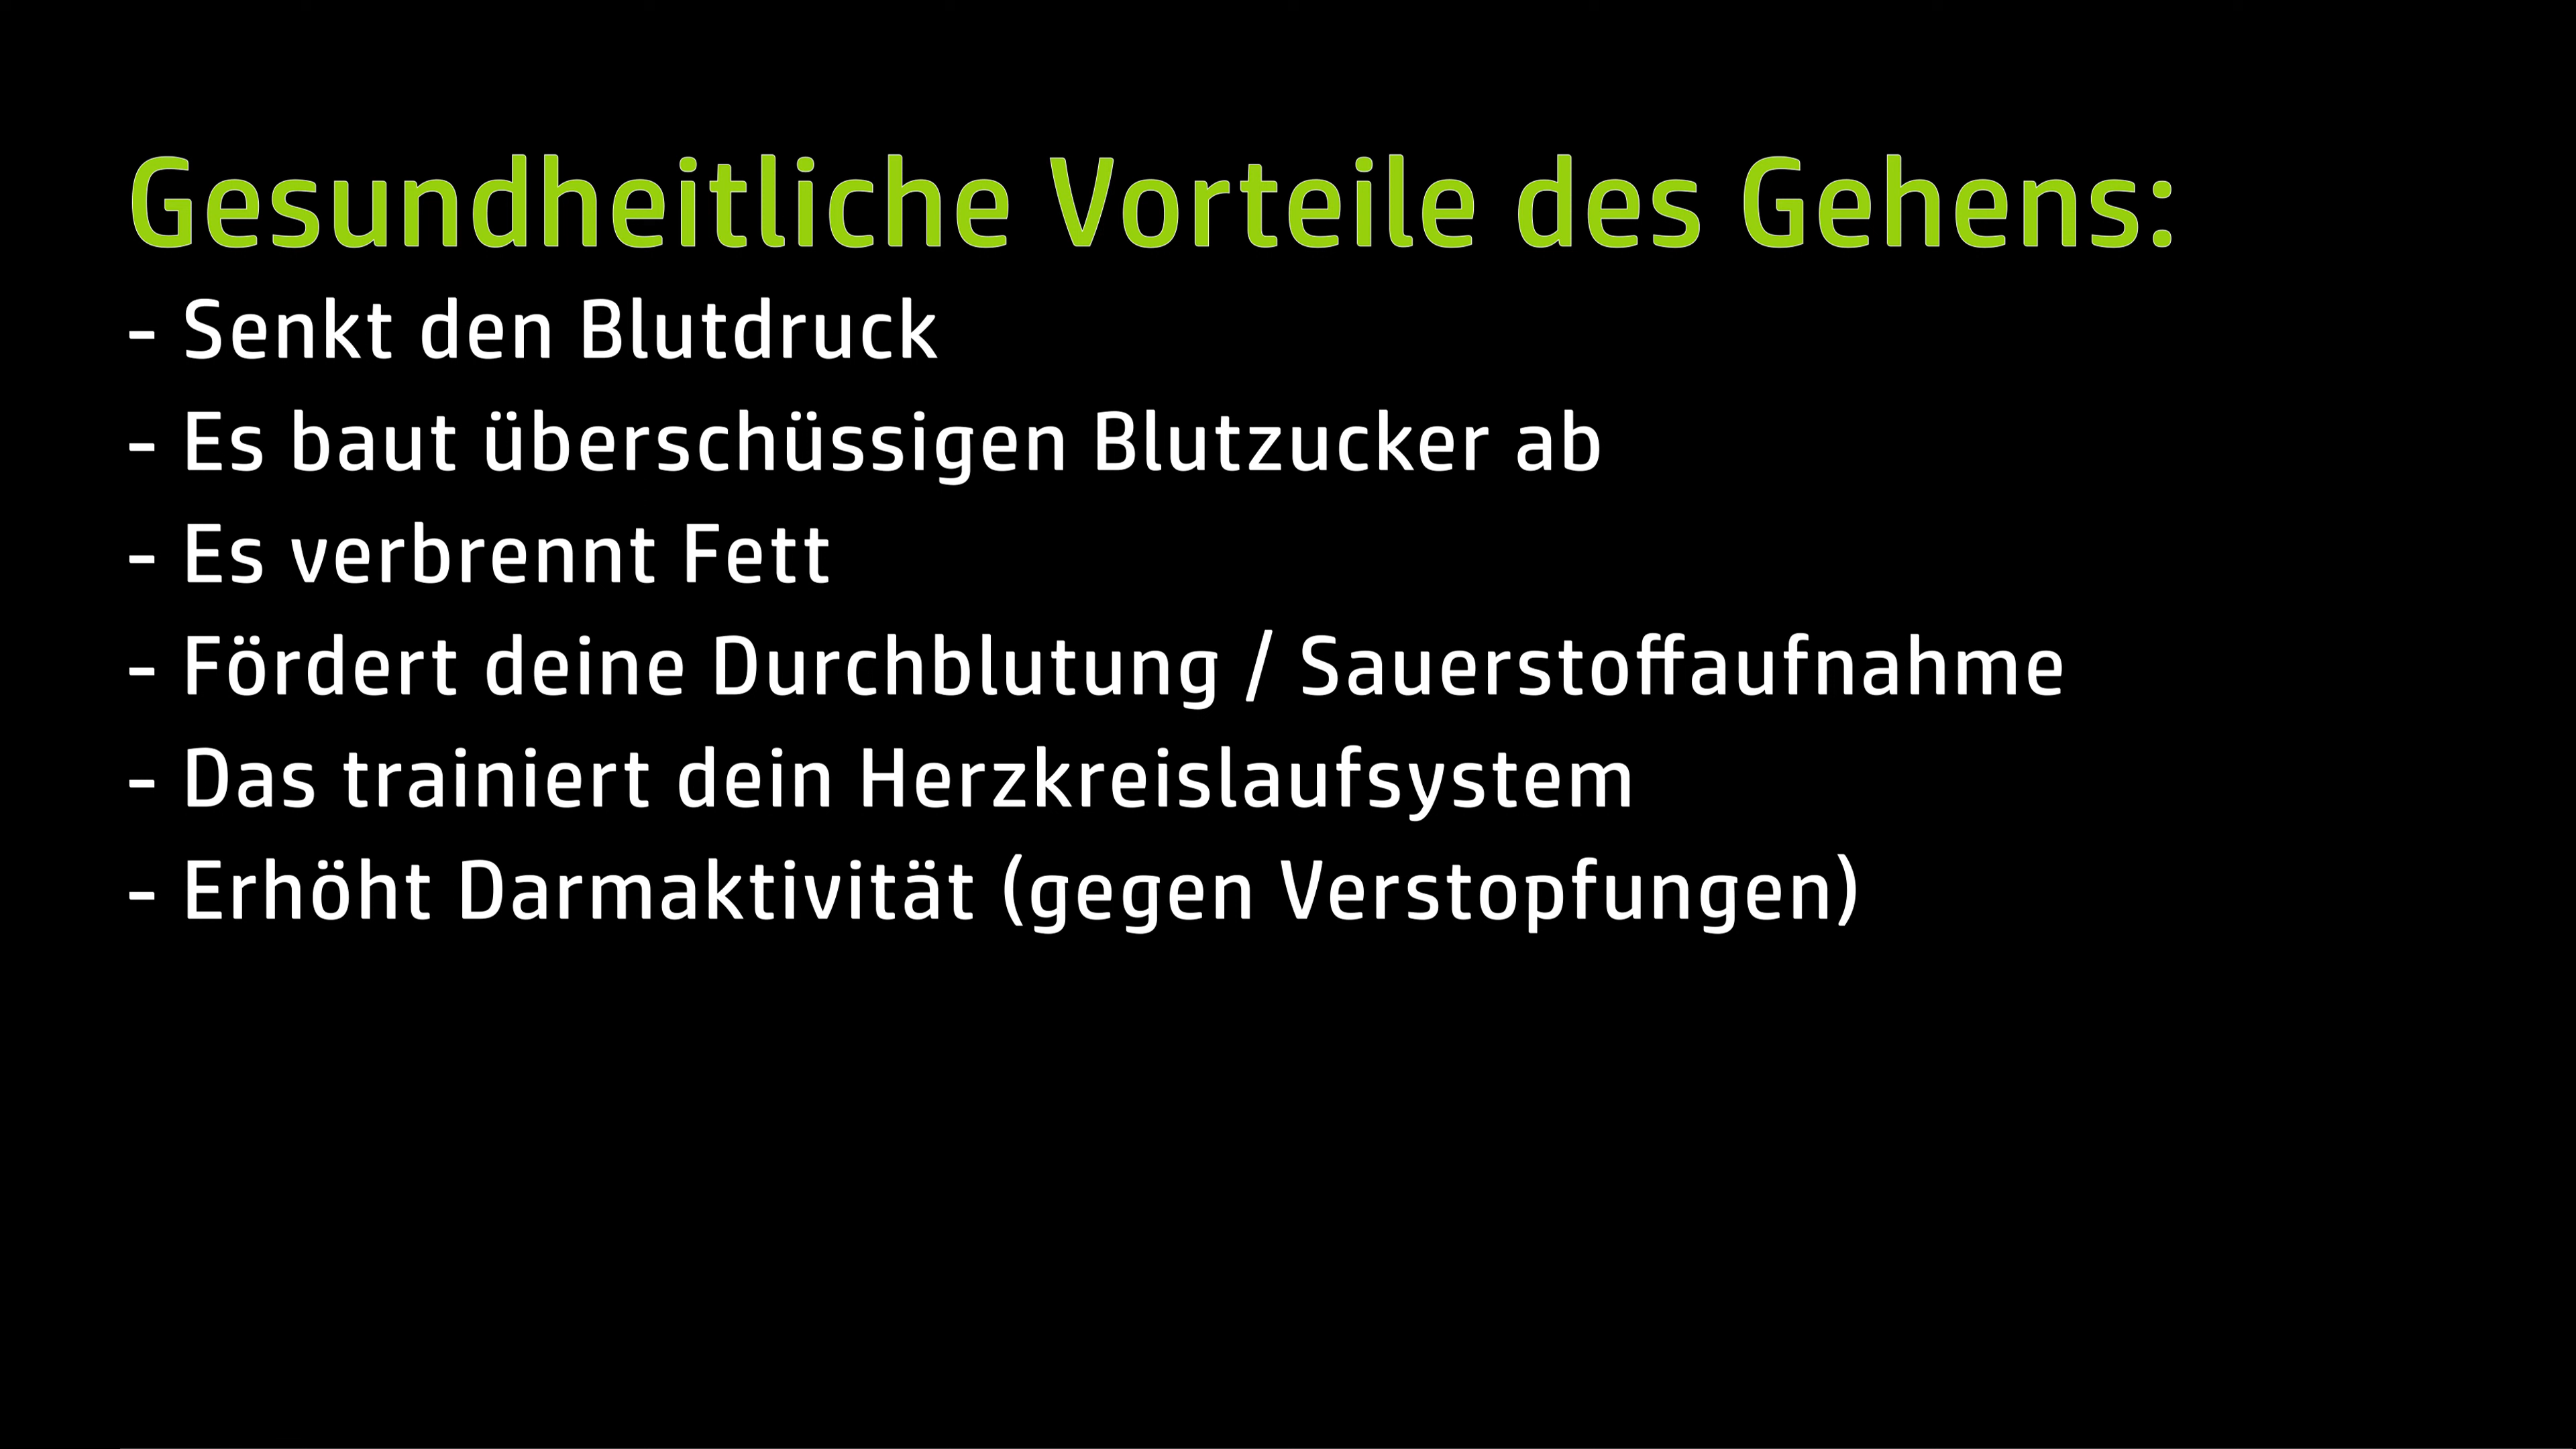 Gesundheitliche Vorteile des Gehens:
- Senkt den Blutdruck
- Es baut überschüssigen Blutzucker ab
- Es verbrennt Fett
- Fördert deine Durchblutung / Sauerstoffaufnahme
- Das trainiert dein Herzkreislaufsystem
- Erhöht Darmaktivität (gegen Verstopfungen)